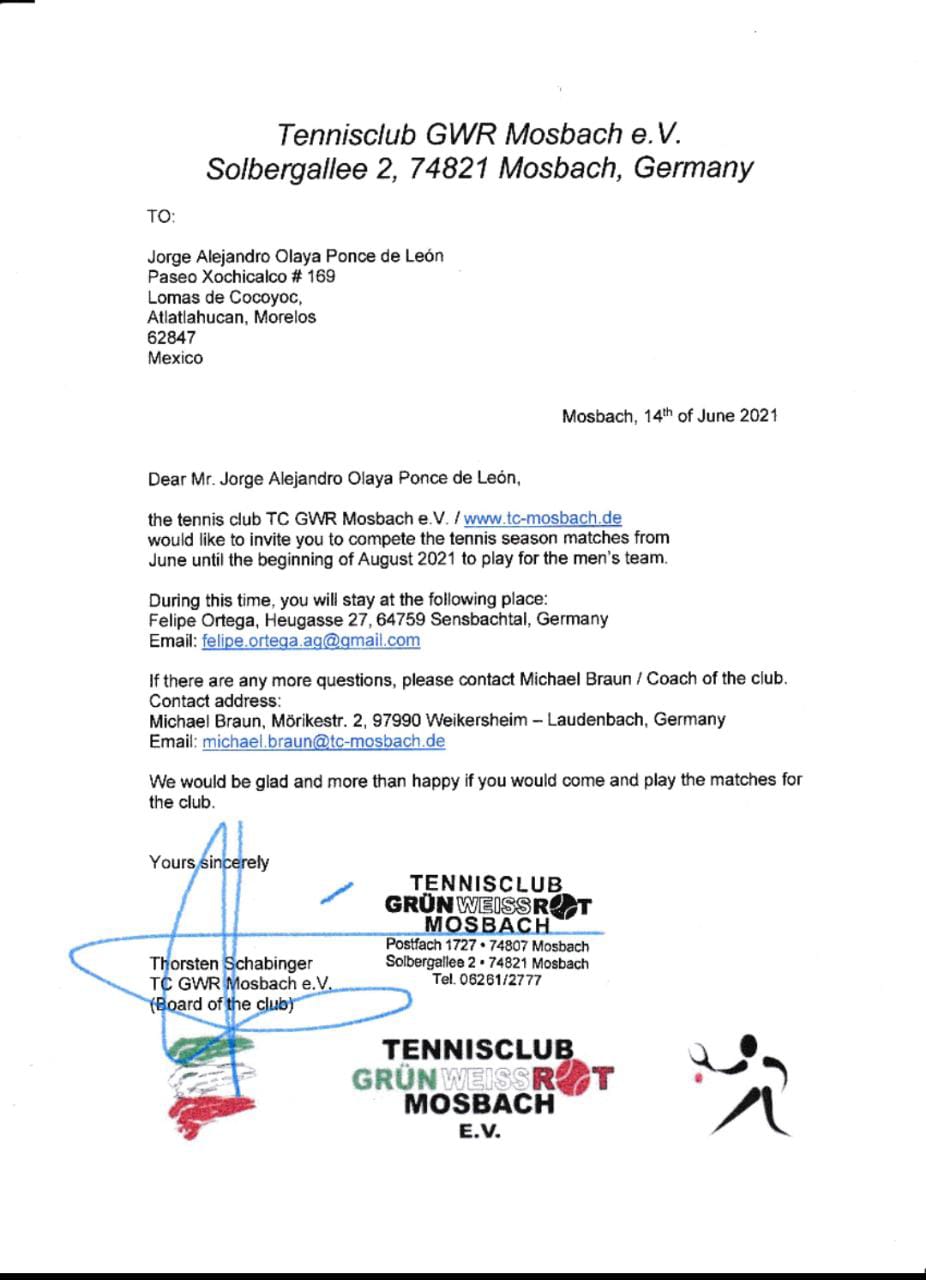 Tennisclub GWR Mosbach e.V.
Solbergallee 2, 74821 Mosbach, Germany
TO:
Jorge Alejandro Olaya Ponce de León
Paseo Xochicalco # 169
Lomas de Cocoyoc,
Atlatlahucan, Morelos
62847
Mexico
Mosbach, 14th of June 2021
Dear Mr. Jorge Alejandro Olaya Ponce de León,
the tennis club TC GWR Mosbach e.V. / www.tc-mosbach.de
would like to invite you to compete the tennis season matches from
June until the beginning of August 2021 to play for the men's team.
During this time, you will stay at the following place:
Felipe Ortega, Heugasse 27, 64759 Sensbachtal, Germany
Email: felipe.ortega.ag@gmail.com
If there are any more questions, please contact Michael Braun / Coach of the club.
Contact address:
Michael Braun, Mörikestr. 2, 97990 Weikersheim – Laudenbach, Germany
Email: michael.braun@tc-mosbach.de
We would be glad and more than happy if you would come and play the matches for
the club.
Yours sincerely
TENNISCLUB
GRÜNWEISSROT
MOSBACH
Postfach 1727 • 74807 Mosbach
Solbergallee 2 • 74821 Mosbach
Tel. 06261/2777
Thorsten Schabinger
TC GWR Mosbach e.V.
(Board of the club)
TENNISCLUB
GRÜNWEISSROT
MOSBACH
E.V.